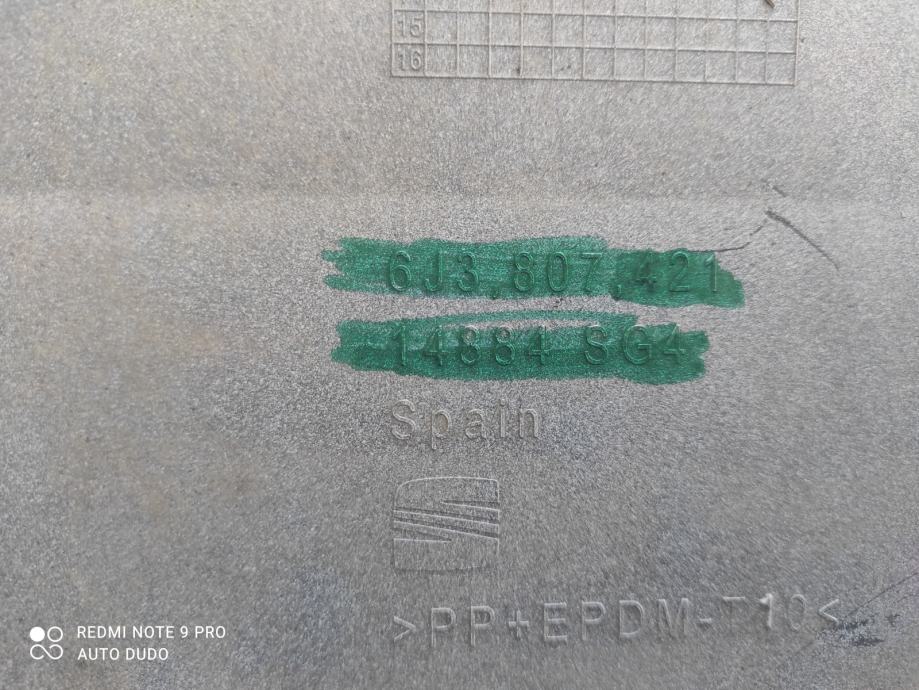 15
16
6J3.807.421
14884 SG4
Spain
>PP+EPDM-T10<
REDMI NOTE 9 PRO
AUTO DUDO